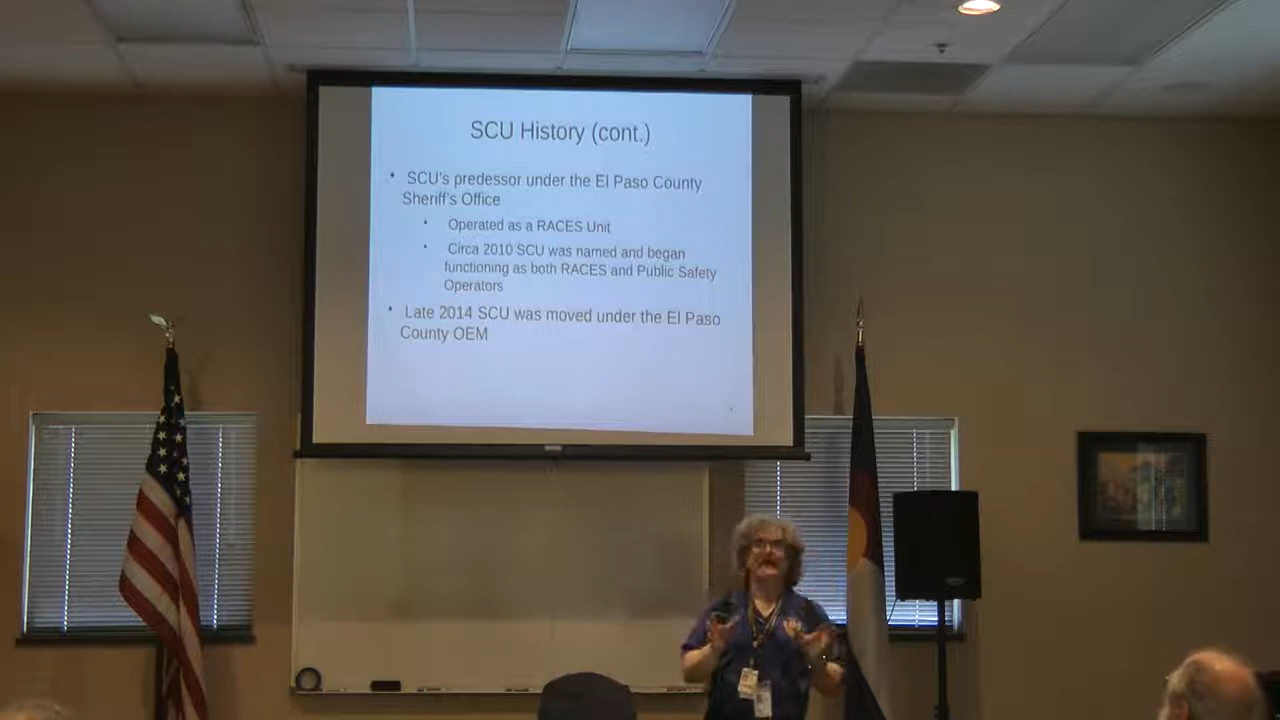 SCU History (cont.)
• SCU's predessor under the El Paso County
Sheriff's Office
• Operated as a RACES Unit
• Circa 2010 SCU was named and began
functioning as both RACES and Public Safety
Operators
• Late 2014 SCU was moved under the El Paso
County OEM